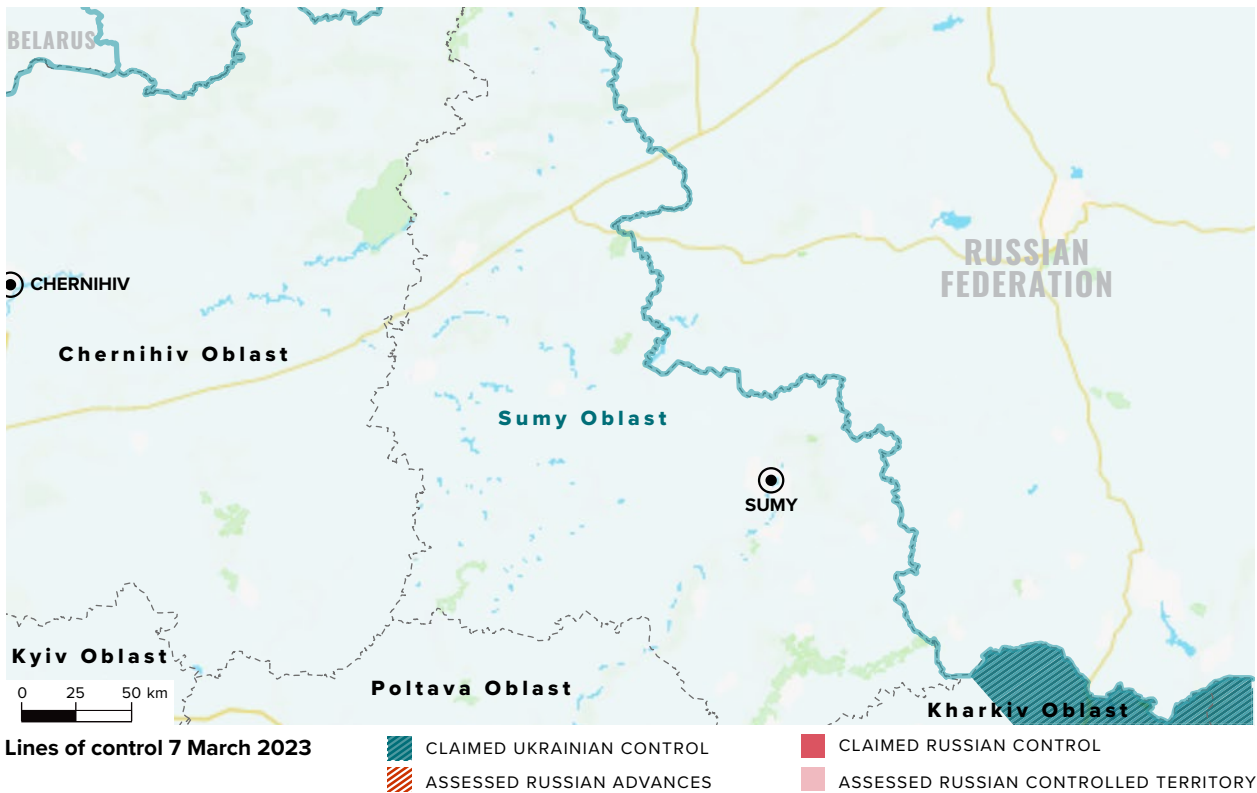 BELARUS
RUSSIAN
FEDERATION
CHERNIHIV
Chernihiv Oblast
Sumy Oblast
SUMY
Kyiv Oblast
Poltava Oblast
Kharkiv Oblast
0 25 50 km
Lines of control 7 March 2023
CLAIMED UKRAINIAN CONTROL
ASSESSED RUSSIAN ADVANCES
CLAIMED RUSSIAN CONTROL
ASSESSED RUSSIAN CONTROLLED TERRITORY